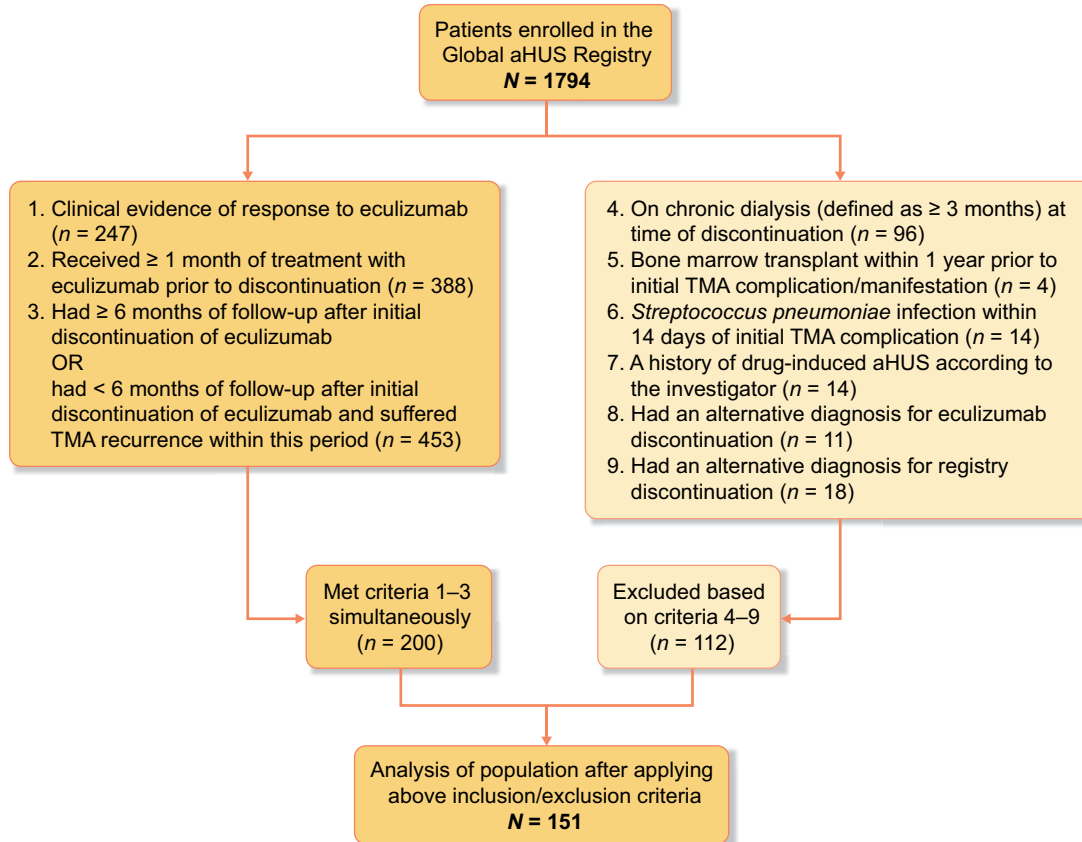 Patients enrolled in the
Global aHUS Registry
N = 1794
1. Clinical evidence of response to eculizumab
(n = 247)
2. Received ≥ 1 month of treatment with
eculizumab prior to discontinuation (n = 388)
3. Had ≥ 6 months of follow-up after initial
discontinuation of eculizumab
OR
had < 6 months of follow-up after initial
discontinuation of eculizumab and suffered
TMA recurrence within this period (n = 453)
4. On chronic dialysis (defined as ≥ 3 months) at
time of discontinuation (n = 96)
5. Bone marrow transplant within 1 year prior to
initial TMA complication/manifestation (n = 4)
6. Streptococcus pneumoniae infection within
14 days of initial TMA complication (n = 14)
7. A history of drug-induced aHUS according to
the investigator (n = 14)
8. Had an alternative diagnosis for eculizumab
discontinuation (n = 11)
9. Had an alternative diagnosis for registry
discontinuation (n = 18)
Met criteria 1–3
simultaneously
(n = 200)
Excluded based
on criteria 4–9
(n = 112)
Analysis of population after applying
above inclusion/exclusion criteria
N = 151